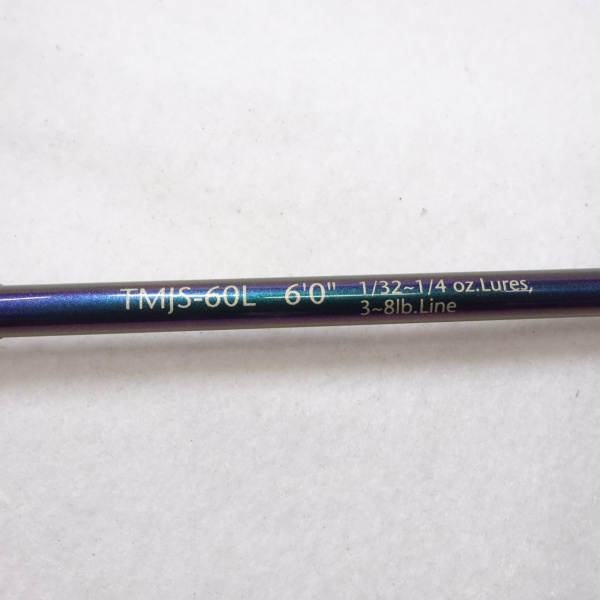 TMJS-60L 6'0" 1/32~1/4 oz.Lures,
3~8lb.Line